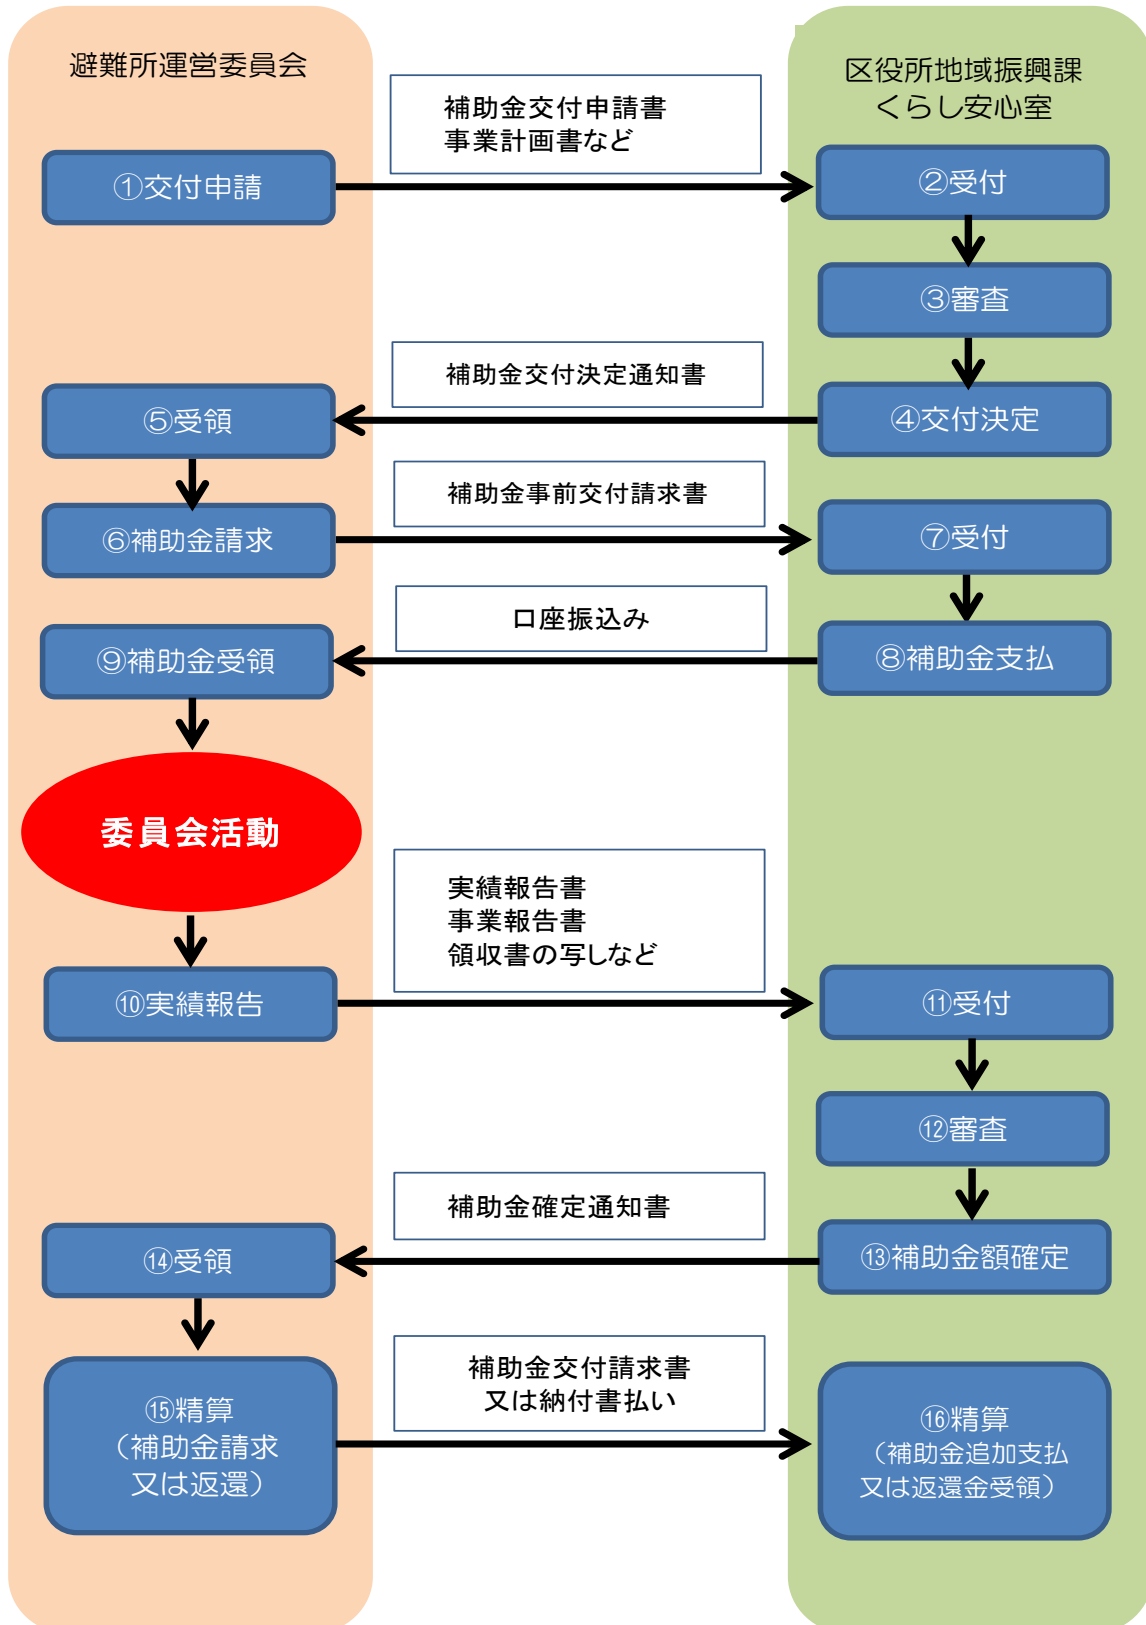 避難所運営委員会
区役所地域振興課
くらし安心室
補助金交付申請書
事業計画書など
①交付申請
②受付
③審査
補助金交付決定通知書
④交付決定
⑤受領
補助金事前交付請求書
⑥補助金請求
⑦受付
口座振込み
⑧補助金支払
⑨補助金受領
委員会活動
実績報告書
事業報告書
領収書の写しなど
⑩実績報告
⑪受付
⑫審査
補助金確定通知書
⑬補助金額確定
⑭受領
補助金交付請求書
又は納付書払い
⑮精算
（補助金請求
又は返還）
⑯精算
（補助金追加支払
又は返還金受領）